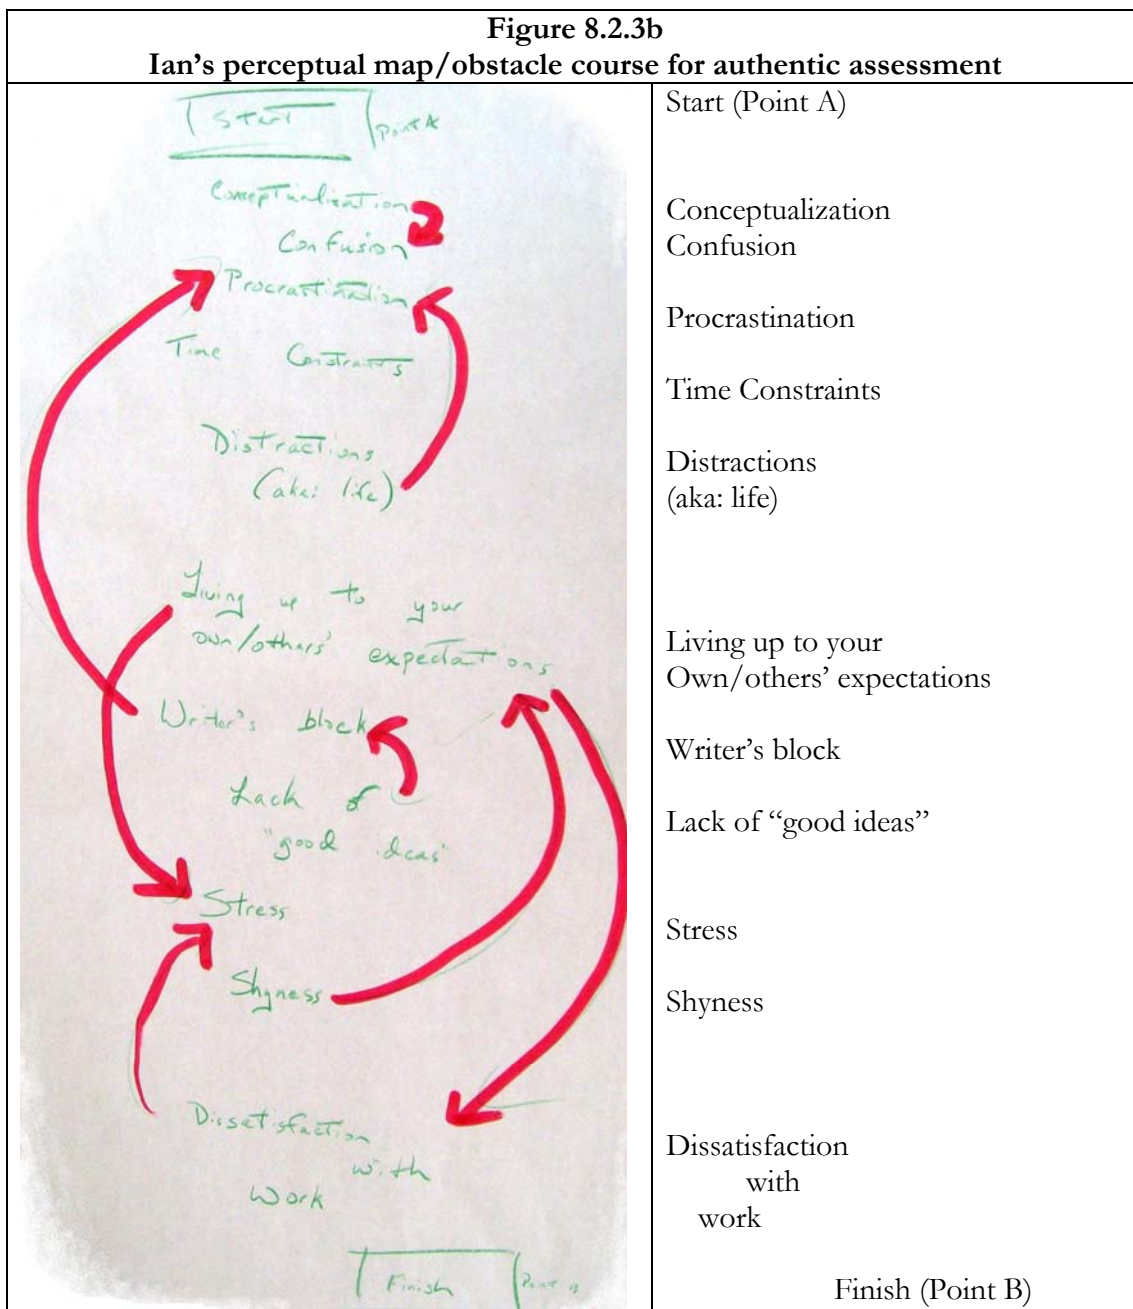 Figure 8.2.3b
Ian’s perceptual map/obstacle course for authentic assessment
Start
Point A
Conceptualization
Confusion
Procrastination
Time Constraints
Distractions
(aka: life)
Living up to your
own/others' expectations
Writer's block
Lack of
"good ideas"
Stress
Shyness
Dissatisfaction
with
Work
Finish
Point B
Start (Point A)
Conceptualization
Confusion
Procrastination
Time Constraints
Distractions
(aka: life)
Living up to your
Own/others’ expectations
Writer’s block
Lack of “good ideas”
Stress
Shyness
Dissatisfaction
with
work
Finish (Point B)